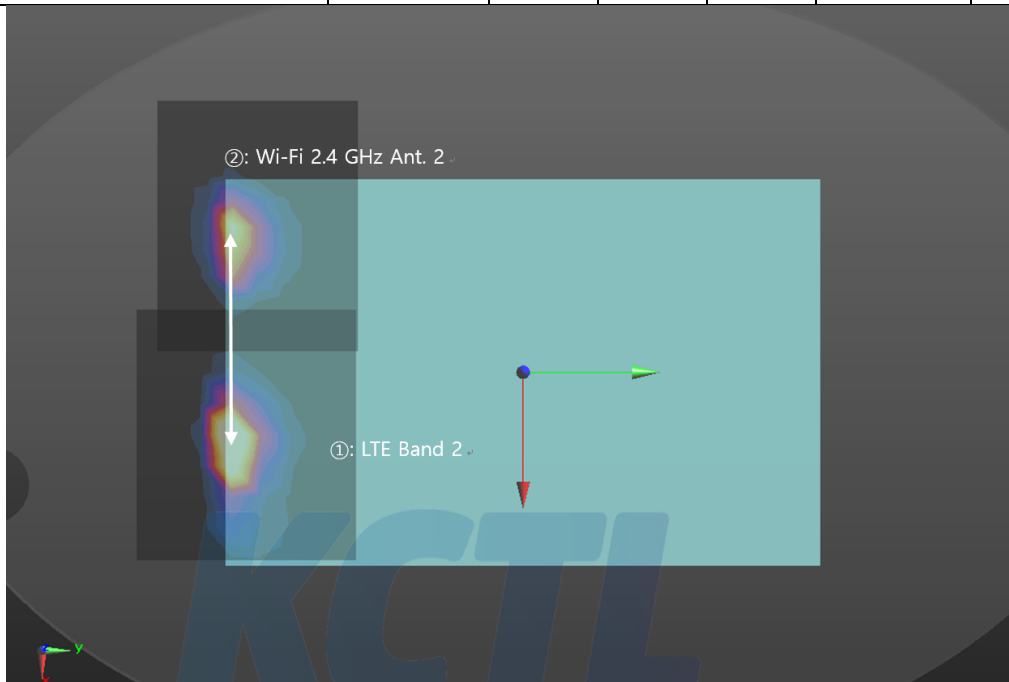 ②: Wi-Fi 2.4 GHz Ant. 2
①: LTE Band 2
KCTL
y
x